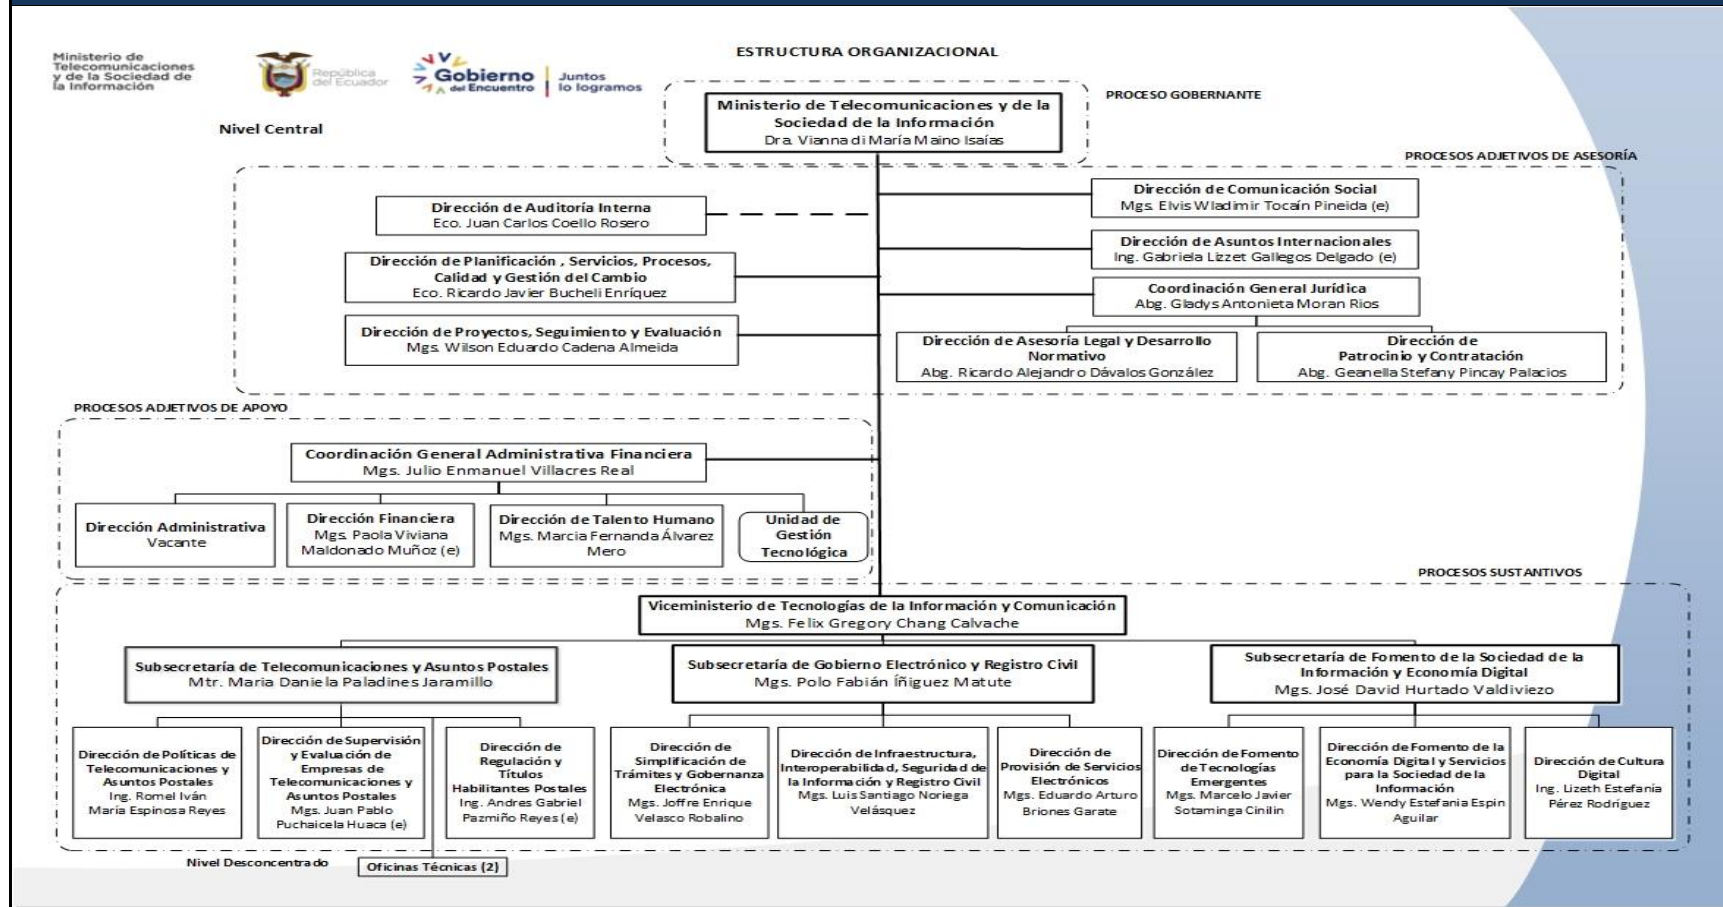 Ministerio de
Telecomunicaciones
y de la Sociedad de
la Información
República
del Ecuador
Gobierno
del Encuentro
Juntos
lo logramos
ESTRUCTURA ORGANIZACIONAL
Nivel Central
PROCESO GOBERNANTE
Ministerio de Telecomunicaciones y de la
Sociedad de la Información
Dra. Vianna di María Maino Isaías
PROCESOS ADJETIVOS DE ASESORÍA
Dirección de Auditoría Interna
Eco. Juan Carlos Coello Rosero
Dirección de Planificación , Servicios, Procesos,
Calidad y Gestión del Cambio
Eco. Ricardo Javier Bucheli Enríquez
Dirección de Proyectos, Seguimiento y Evaluación
Mgs. Wilson Eduardo Cadena Almeida
Dirección de Comunicación Social
Mgs. Elvis Wladimir Tocaín Pineida (e)
Dirección de Asuntos Internacionales
Ing. Gabriela Lizzet Gallegos Delgado (e)
Coordinación General Jurídica
Abg. Gladys Antonieta Moran Rios
Dirección de Asesoría Legal y Desarrollo
Normativo
Abg. Ricardo Alejandro Dávalos González
Dirección de
Patrocinio y Contratación
Abg. Geanella Stefany Pincay Palacios
PROCESOS ADJETIVOS DE APOYO
Coordinación General Administrativa Financiera
Mgs. Julio Enmanuel Villacres Real
Dirección Administrativa
Vacante
Dirección Financiera
Mgs. Paola Viviana
Maldonado Muñoz (e)
Dirección de Talento Humano
Mgs. Marcia Fernanda Álvarez
Mero
Unidad de
Gestión
Tecnológica
PROCESOS SUSTANTIVOS
Viceministerio de Tecnologías de la Información y Comunicación
Mgs. Felix Gregory Chang Calvache
Subsecretaría de Telecomunicaciones y Asuntos Postales
Mtr. Maria Daniela Paladines Jaramillo
Subsecretaría de Gobierno Electrónico y Registro Civil
Mgs. Polo Fabián Íñiguez Matute
Subsecretaría de Fomento de la Sociedad de la
Información y Economía Digital
Mgs. José David Hurtado Valdiviezo
Dirección de Políticas de
Telecomunicaciones y
Asuntos Postales
Ing. Romel Iván
María Espinosa Reyes
Dirección de Supervisión
y Evaluación de
Empresas de
Telecomunicaciones y
Asuntos Postales
Mgs. Juan Pablo
Puchaicela Huaca (e)
Dirección de
Regulación y
Títulos
Habilitantes Postales
Ing. Andres Gabriel
Pazmiño Reyes (e)
Dirección de
Simplificación de
Trámites y Gobernanza
Electrónica
Mgs. Joffre Enrique
Velasco Robalino
Dirección de Infraestructura,
Interoperabilidad, Seguridad de
la Información y Registro Civil
Mgs. Luis Santiago Noriega
Velásquez
Dirección de
Provisión de Servicios
Electrónicos
Mgs. Eduardo Arturo
Briones Garate
Dirección de Fomento
de Tecnologías
Emergentes
Mgs. Marcelo Javier
Sotaminga Cinilin
Dirección de Fomento de la
Economía Digital y Servicios
para la Sociedad de la
Información
Mgs. Wendy Estefania Espin
Aguilar
Dirección de Cultura
Digital
Ing. Lizeth Estefanía
Pérez Rodríguez
Nivel Desconcentrado
Oficinas Técnicas (2)